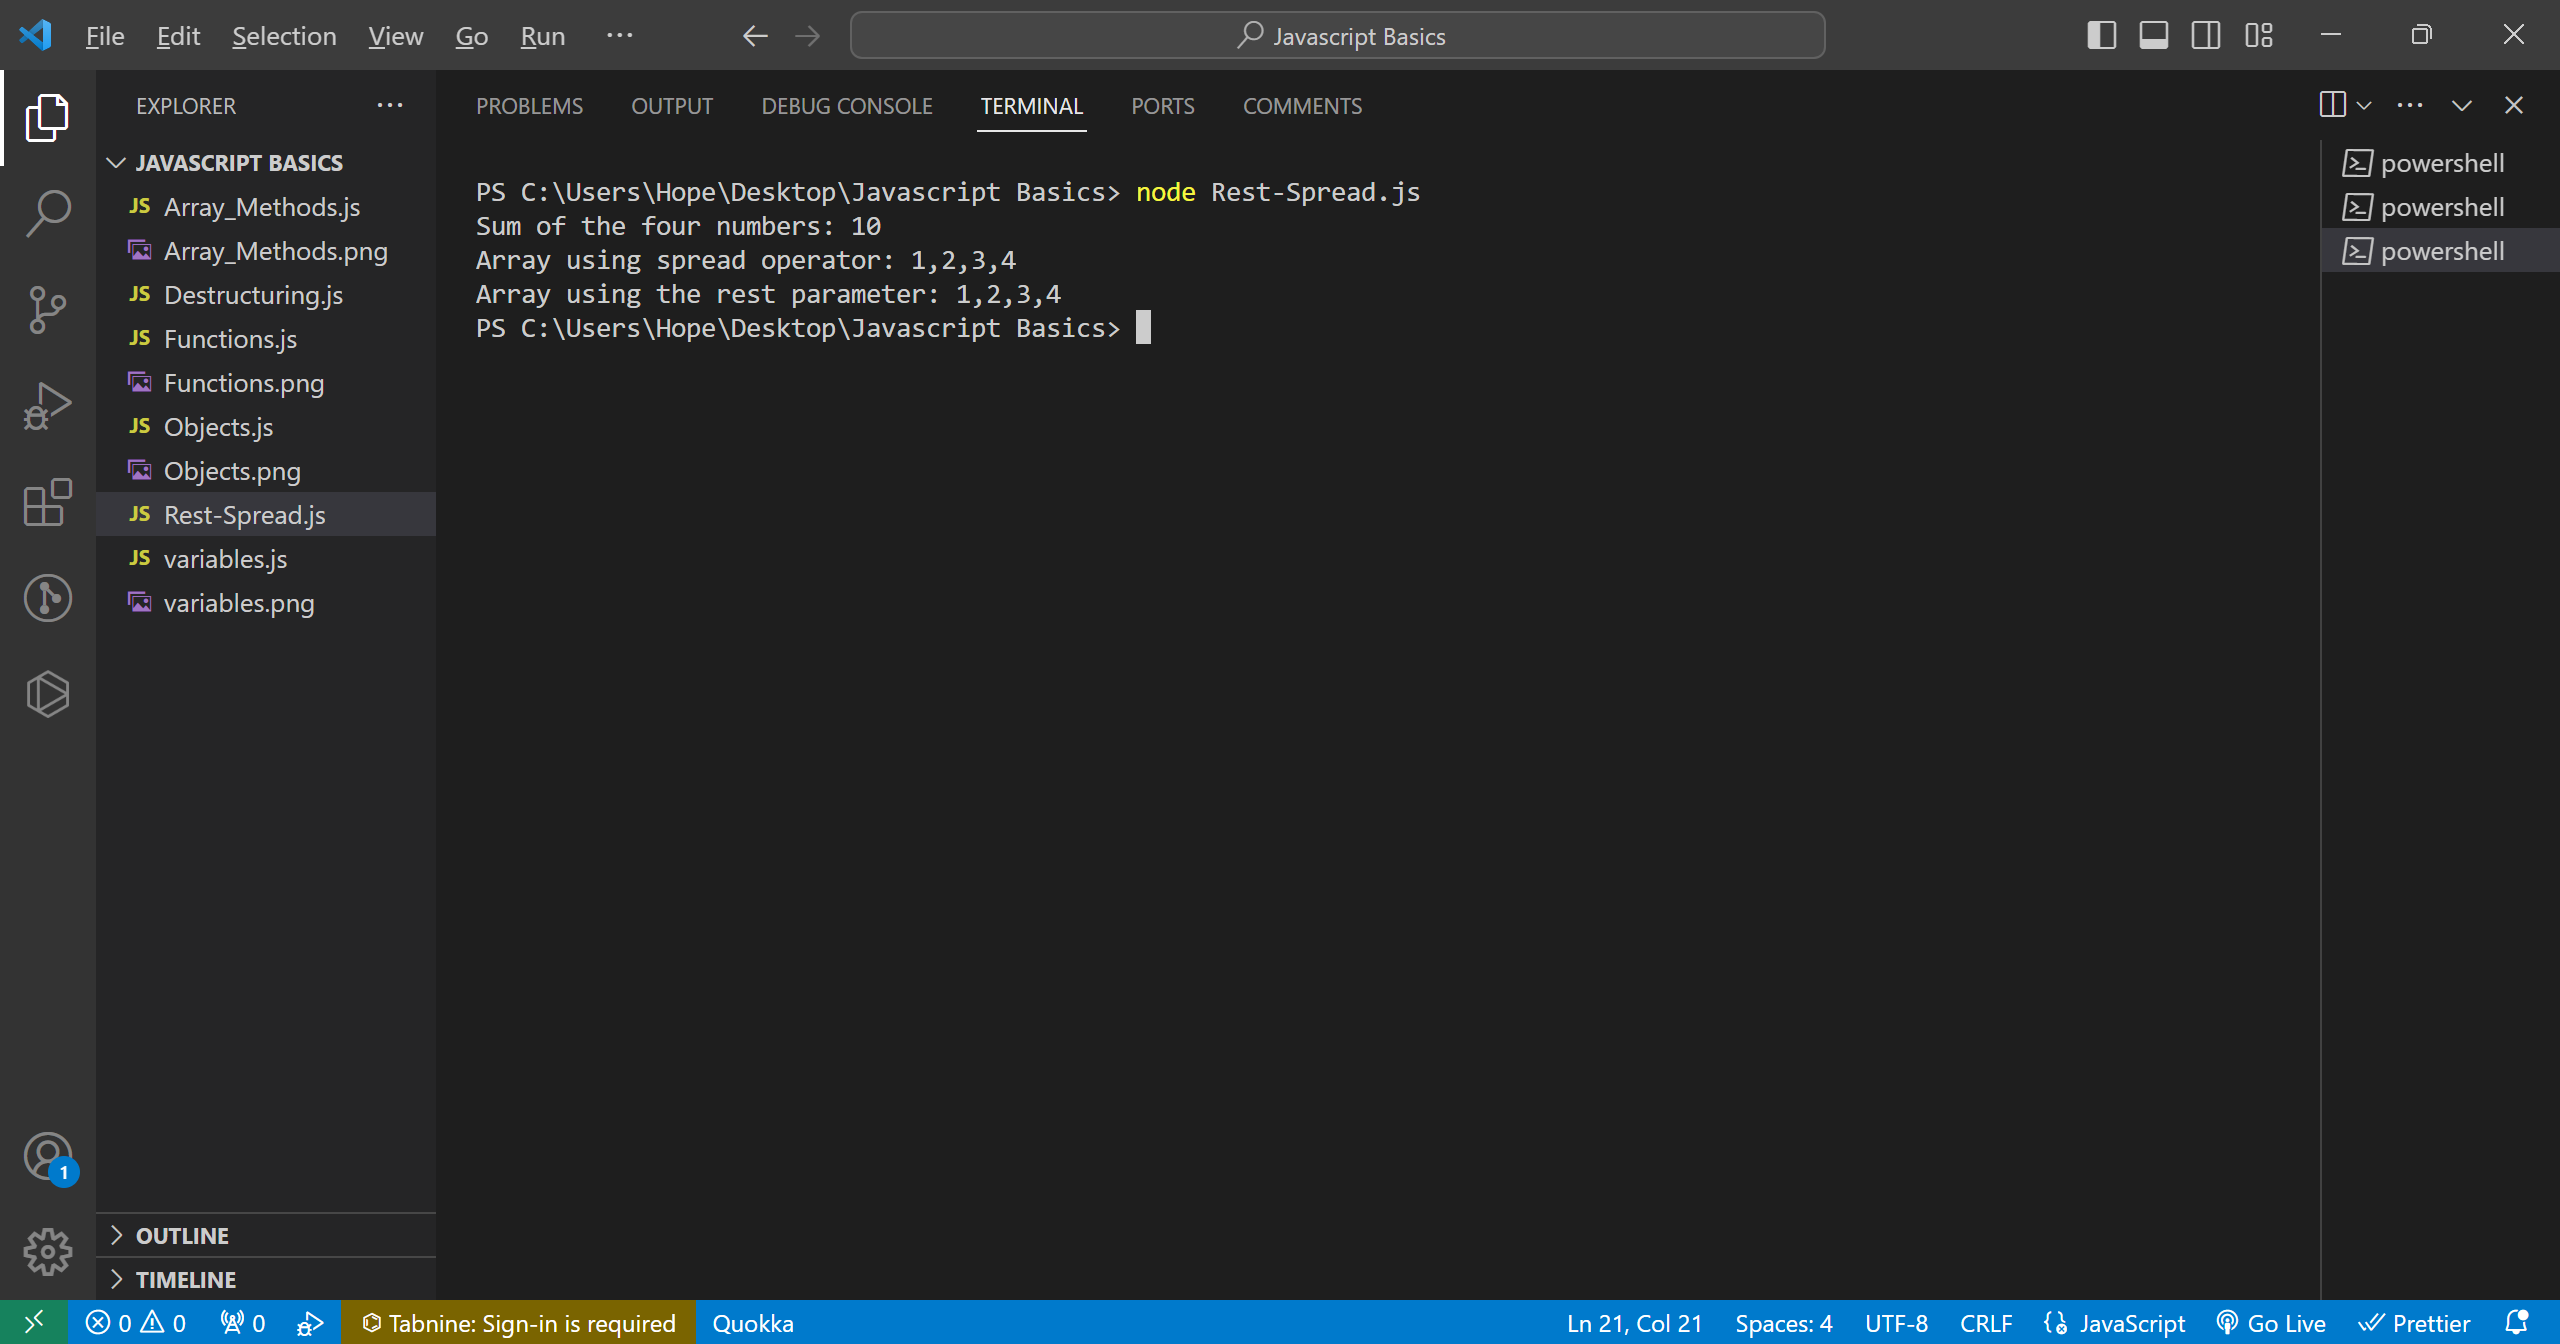 File Edit Selection View Go Run ···
Javascript Basics
EXPLORER ···
JAVASCRIPT BASICS
JS Array_Methods.js
Array_Methods.png
JS Destructuring.js
JS Functions.js
Functions.png
JS Objects.js
Objects.png
JS Rest-Spread.js
JS variables.js
variables.png
OUTLINE
TIMELINE
PROBLEMS OUTPUT DEBUG CONSOLE TERMINAL PORTS COMMENTS
PS C:\Users\Hope\Desktop\Javascript Basics> node Rest-Spread.js
Sum of the four numbers: 10
Array using spread operator: 1,2,3,4
Array using the rest parameter: 1,2,3,4
PS C:\Users\Hope\Desktop\Javascript Basics>
powershell
powershell
powershell
1
0 0 0 Tabnine: Sign-in is required Quokka Ln 21, Col 21 Spaces: 4 UTF-8 CRLF JavaScript Go Live Prettier